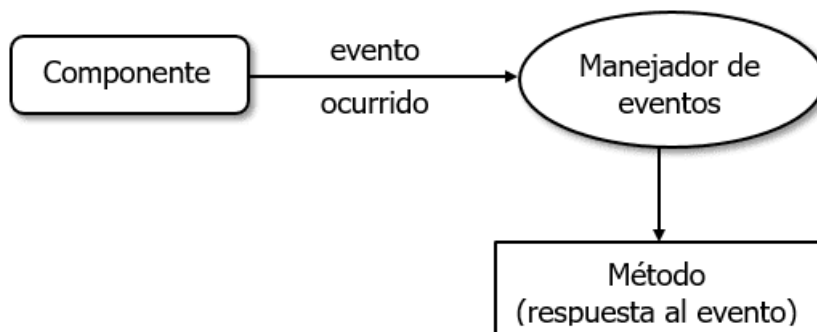 Componente
evento
ocurrido
Manejador de
eventos
Método
(respuesta al evento)